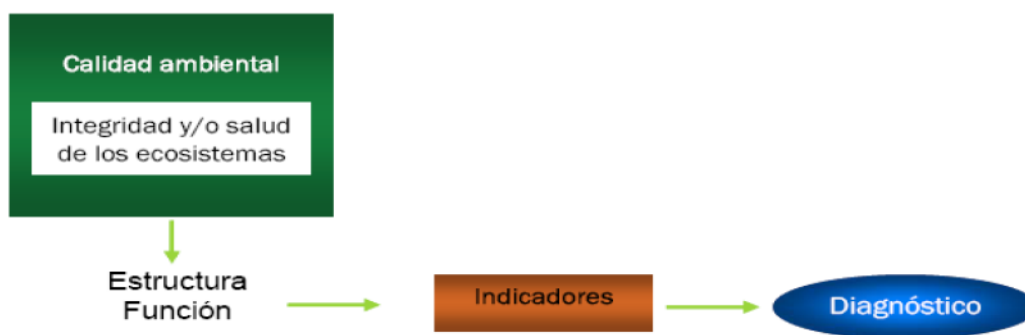 Calidad ambiental
Integridad y/o salud
de los ecosistemas
Estructura
Función
Indicadores
Diagnóstico